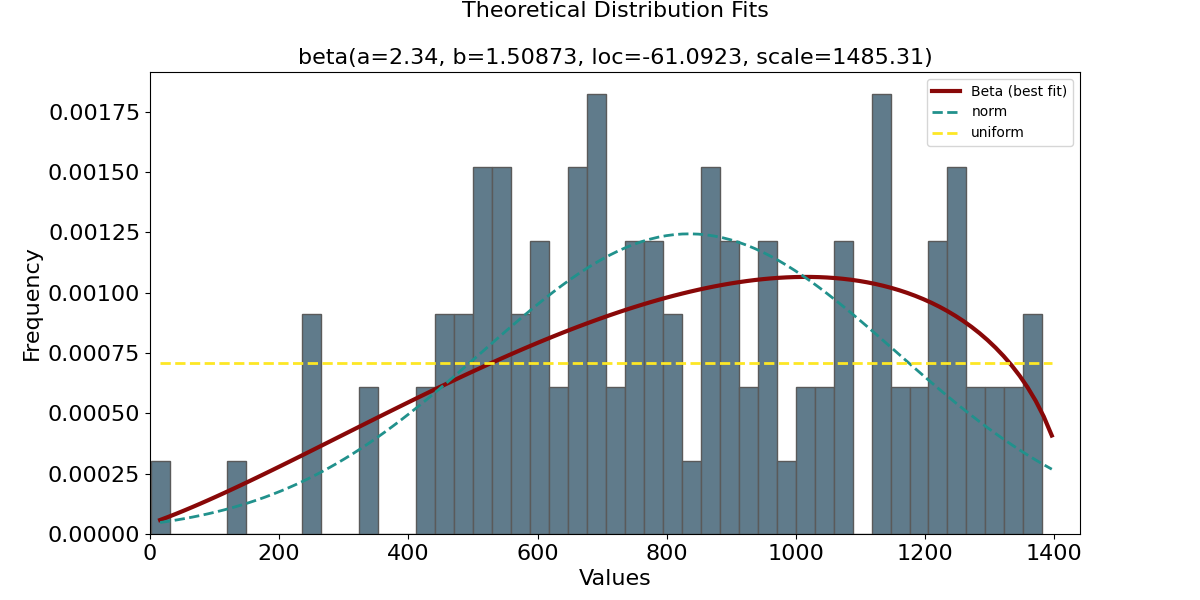 Theoretical Distribution Fits
beta(a=2.34, b=1.50873, loc=-61.0923, scale=1485.31)
Beta (best fit)
norm
uniform
Frequency
0.00175
0.00150
0.00125
0.00100
0.00075
0.00050
0.00025
0.00000
0 200 400 600 800 1000 1200 1400
Values